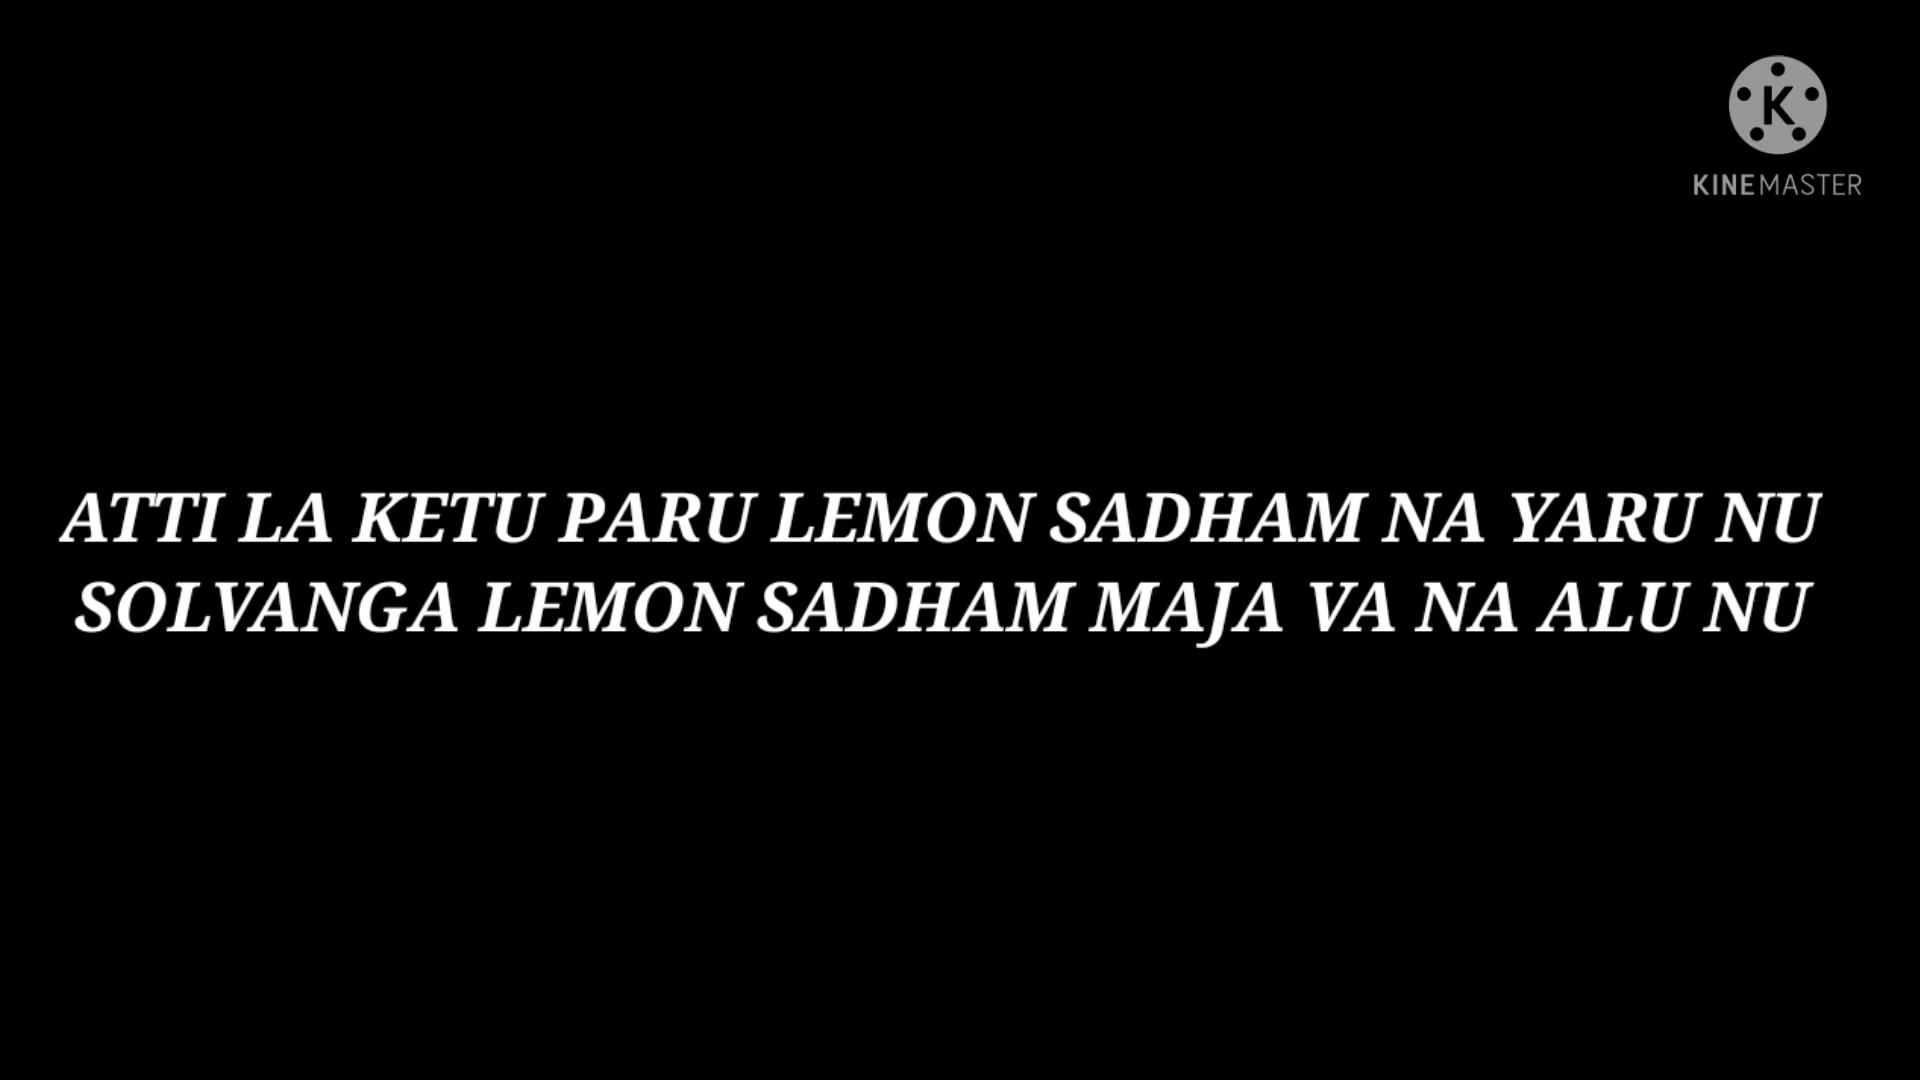 K
KINEMASTER
ATTI LA KETU PARU LEMON SADHAM NA YARU NU
SOLVANGA LEMON SADHAM MAJA VA NA ALU NU